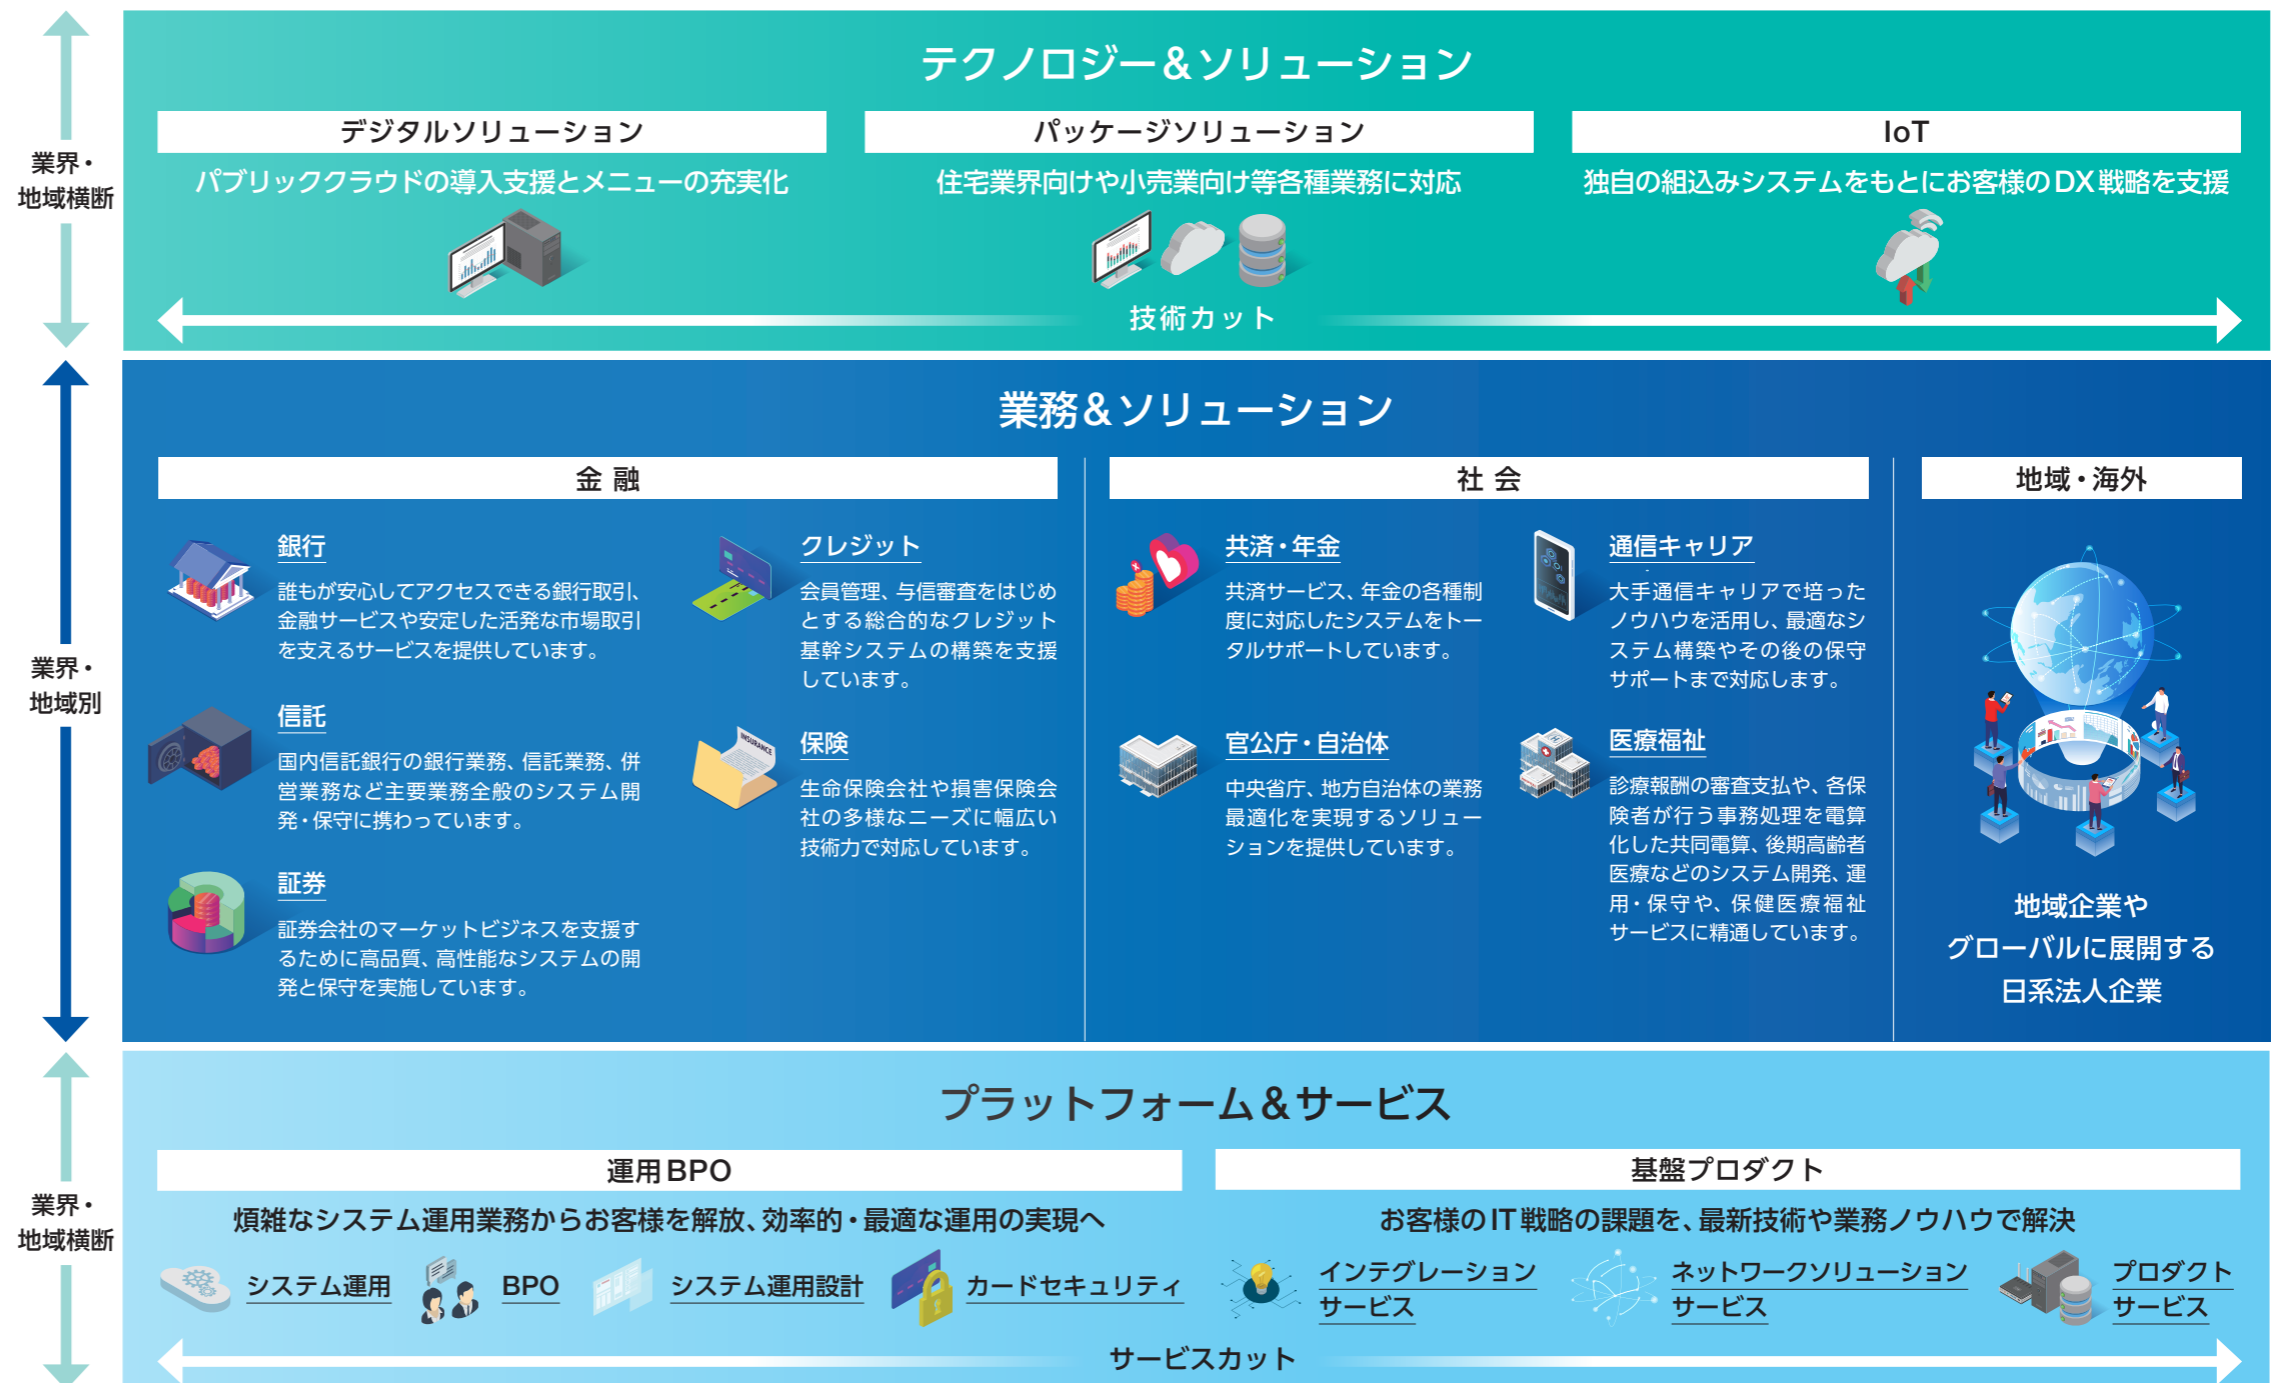 テクノロジー＆ソリューション
業界・
地域横断
デジタルソリューション
パブリッククラウドの導入支援とメニューの充実化
パッケージソリューション
住宅業界向けや小売業向け等各種業務に対応
IoT
独自の組込みシステムをもとにお客様のDX戦略を支援
技術カット
業務＆ソリューション
業界・
地域別
金融
銀行
誰もが安心してアクセスできる銀行取引、
金融サービスや安定した活発な市場取引
を支えるサービスを提供しています。
信託
国内信託銀行の銀行業務、信託業務、併
営業務など主要業務全般のシステム開
発・保守に携わっています。
証券
証券会社のマーケットビジネスを支援す
るために高品質、高性能なシステムの開
発と保守を実施しています。
クレジット
会員管理、与信審査をはじめ
とする総合的なクレジット
基幹システムの構築を支援
しています。
INSURANCE
保険
生命保険会社や損害保険会
社の多様なニーズに幅広い
技術力で対応しています。
社会
共済・年金
共済サービス、年金の各種制
度に対応したシステムをトー
タルサポートしています。
官公庁・自治体
中央省庁、地方自治体の業務
最適化を実現するソリュー
ションを提供しています。
通信キャリア
大手通信キャリアで培った
ノウハウを活用し、最適なシ
ステム構築やその後の保守
サポートまで対応します。
医療福祉
診療報酬の審査支払や、各保
険者が行う事務処理を電算
化した共同電算、後期高齢者
医療などのシステム開発、運
用・保守や、保健医療福祉
サービスに精通しています。
地域・海外
地域企業や
グローバルに展開する
日系法人企業
プラットフォーム＆サービス
業界・
地域横断
運用BPO
煩雑なシステム運用業務からお客様を解放、効率的・最適な運用の実現へ
システム運用
BPO
システム運用設計
カードセキュリティ
基盤プロダクト
お客様のIT戦略の課題を、最新技術や業務ノウハウで解決
インテグレーション
サービス
ネットワークソリューション
サービス
プロダクト
サービス
サービスカット